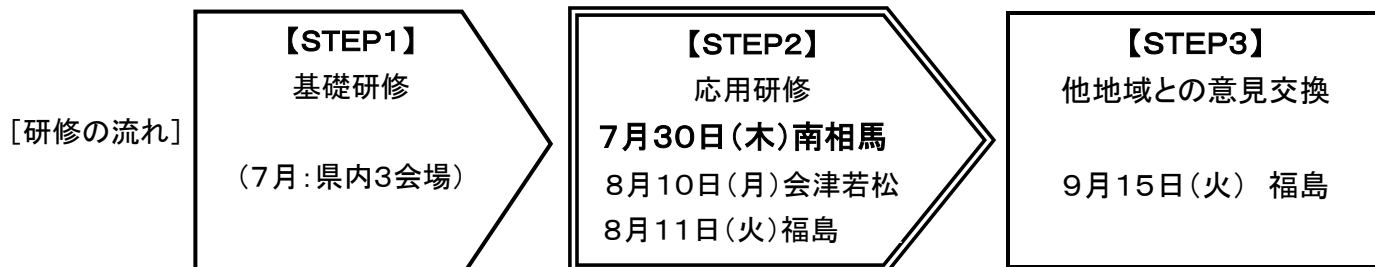 [研修の流れ]
【STEP1】
基礎研修
(7月:県内3会場)
【STEP2】
応用研修
7月30日(木)南相馬
8月10日(月)会津若松
8月11日(火)福島
【STEP3】
他地域との意見交換
9月15日(火) 福島